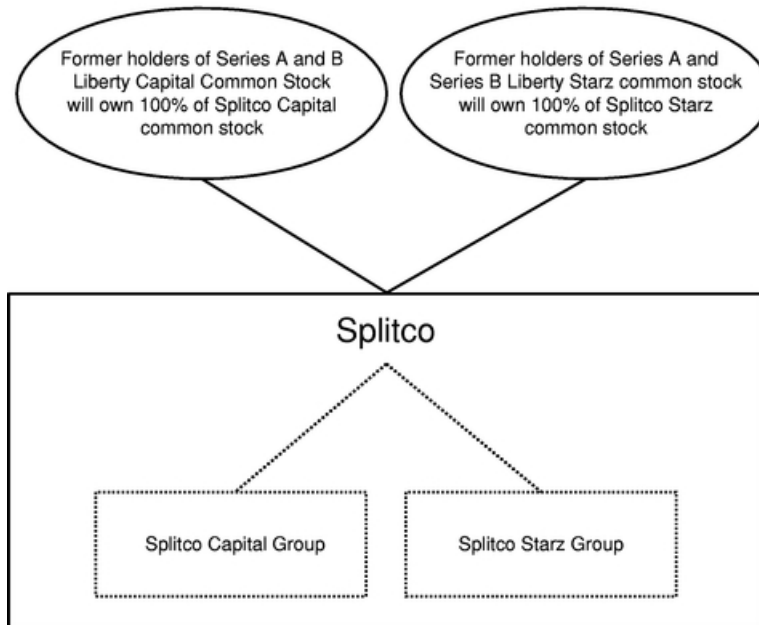 Former holders of Series A and B
Liberty Capital Common Stock
will own 100% of Splitco Capital
common stock
Former holders of Series A and
Series B Liberty Starz common stock
will own 100% of Splitco Starz
common stock
Splitco
Splitco Capital Group
Splitco Starz Group